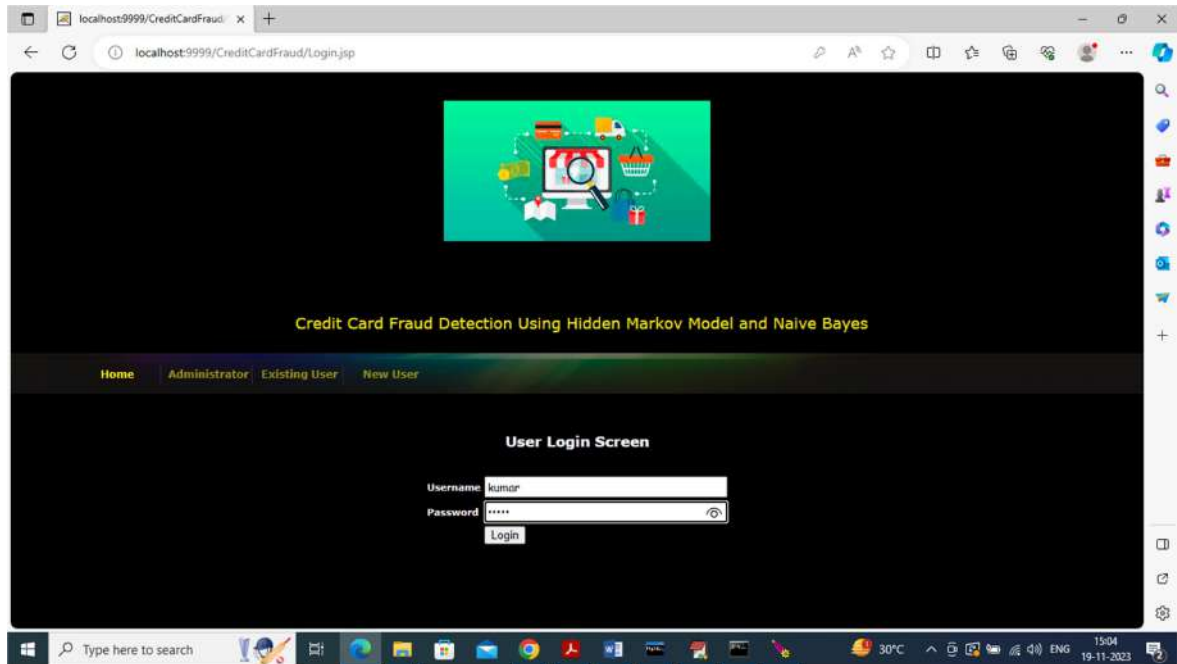 localhost:9999/CreditCardFraud/
localhost:9999/CreditCardFraud/Login.jsp
Credit Card Fraud Detection Using Hidden Markov Model and Naive Bayes
Home Administrator Existing User New User
User Login Screen
Username kumar
Password •••••
Login
Type here to search
30°C ENG 15:04
19-11-2023
2